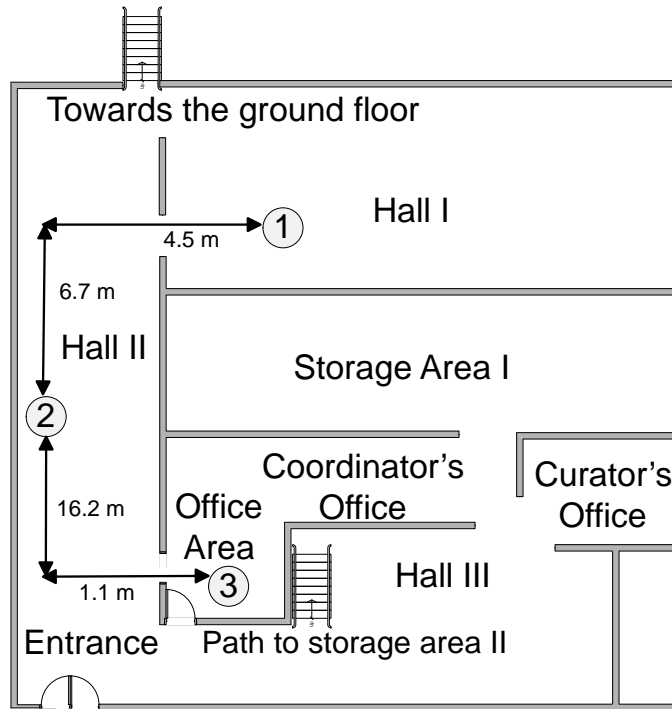 Towards the ground floor
Hall I
1
4.5 m
6.7 m
Hall II
Storage Area I
2
Coordinator's
Office
Curator's
Office
16.2 m
Office
Area
Hall III
3
1.1 m
Entrance
Path to storage area II